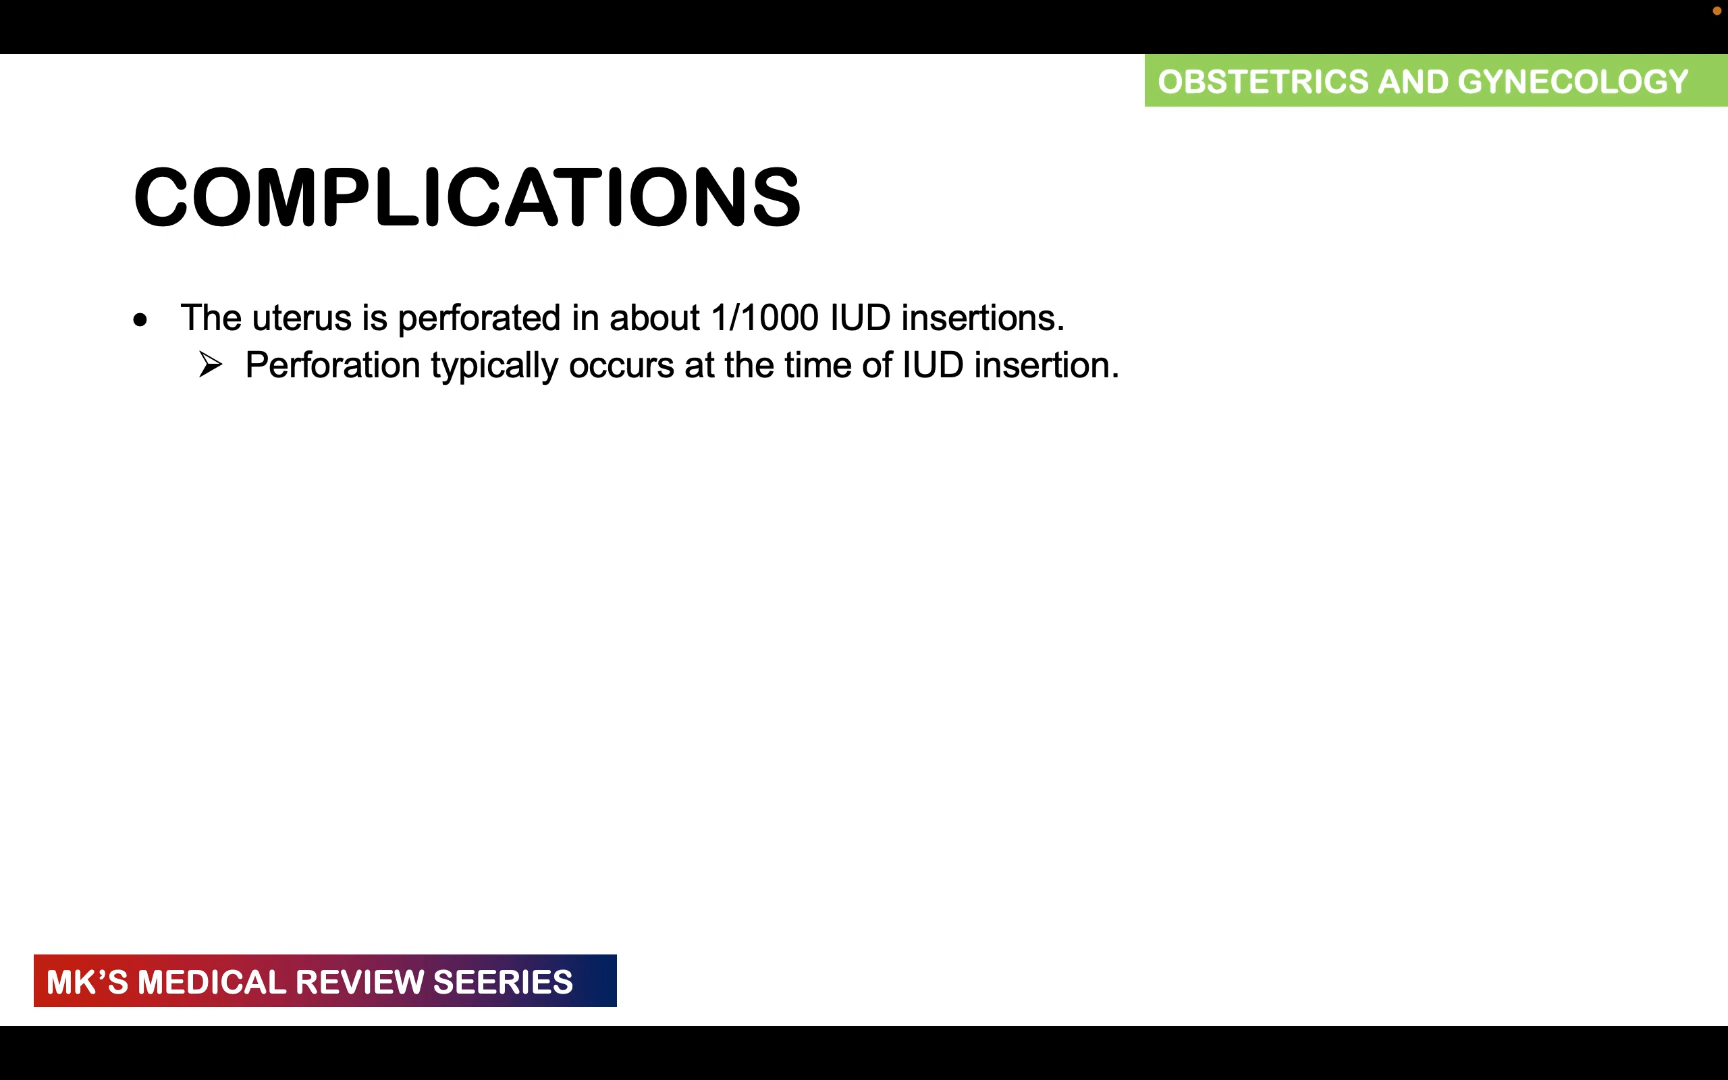 OBSTETRICS AND GYNECOLOGY
COMPLICATIONS
• The uterus is perforated in about 1/1000 IUD insertions.
➢ Perforation typically occurs at the time of IUD insertion.
MK’S MEDICAL REVIEW SEERIES